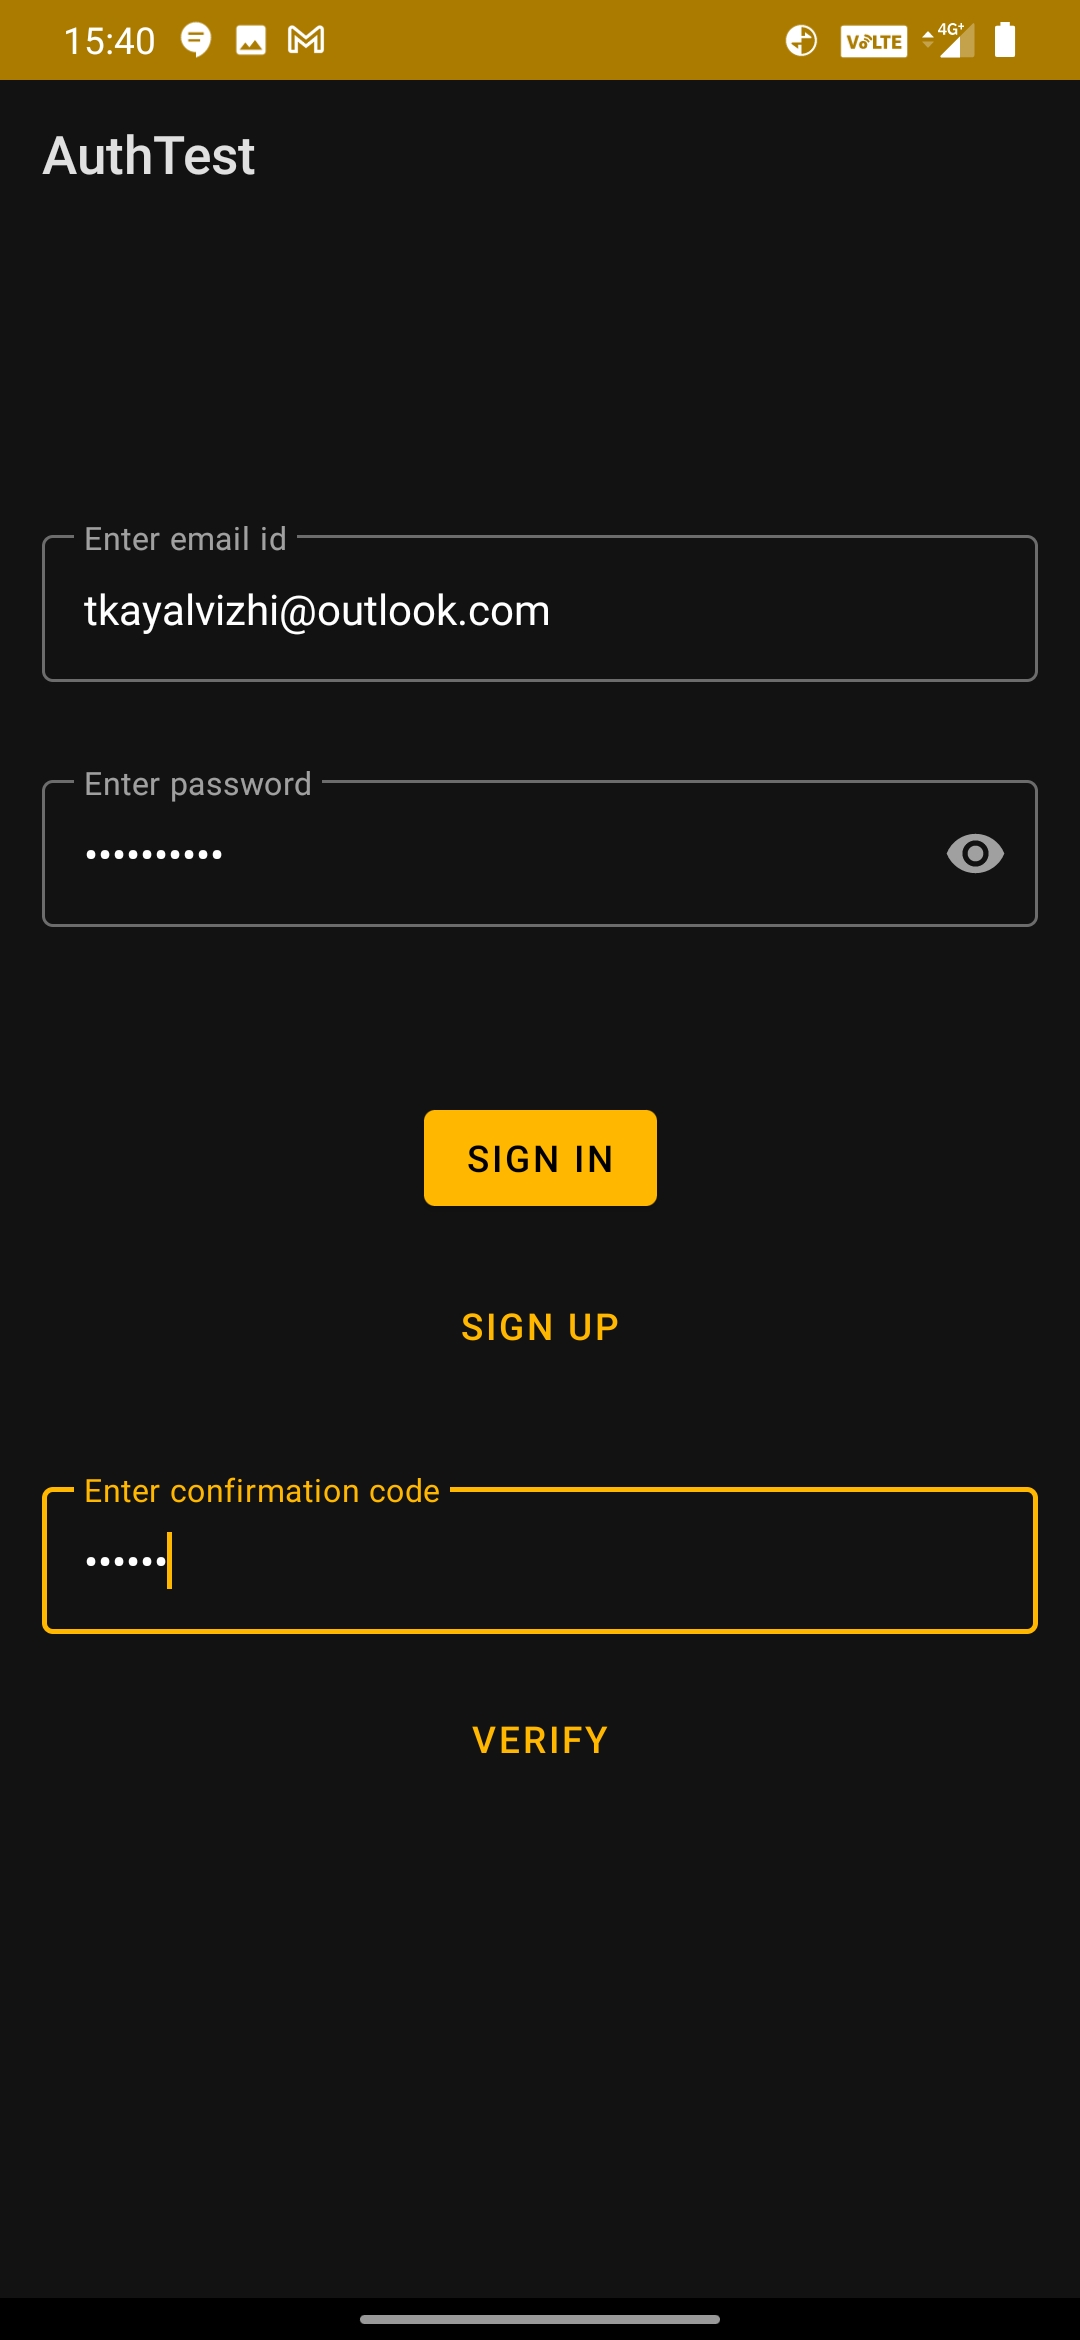 15:40
VoLTE
4G+
AuthTest
Enter email id
tkayalvizhi@outlook.com
Enter password
••••••••••
SIGN IN
SIGN UP
Enter confirmation code
••••••
VERIFY